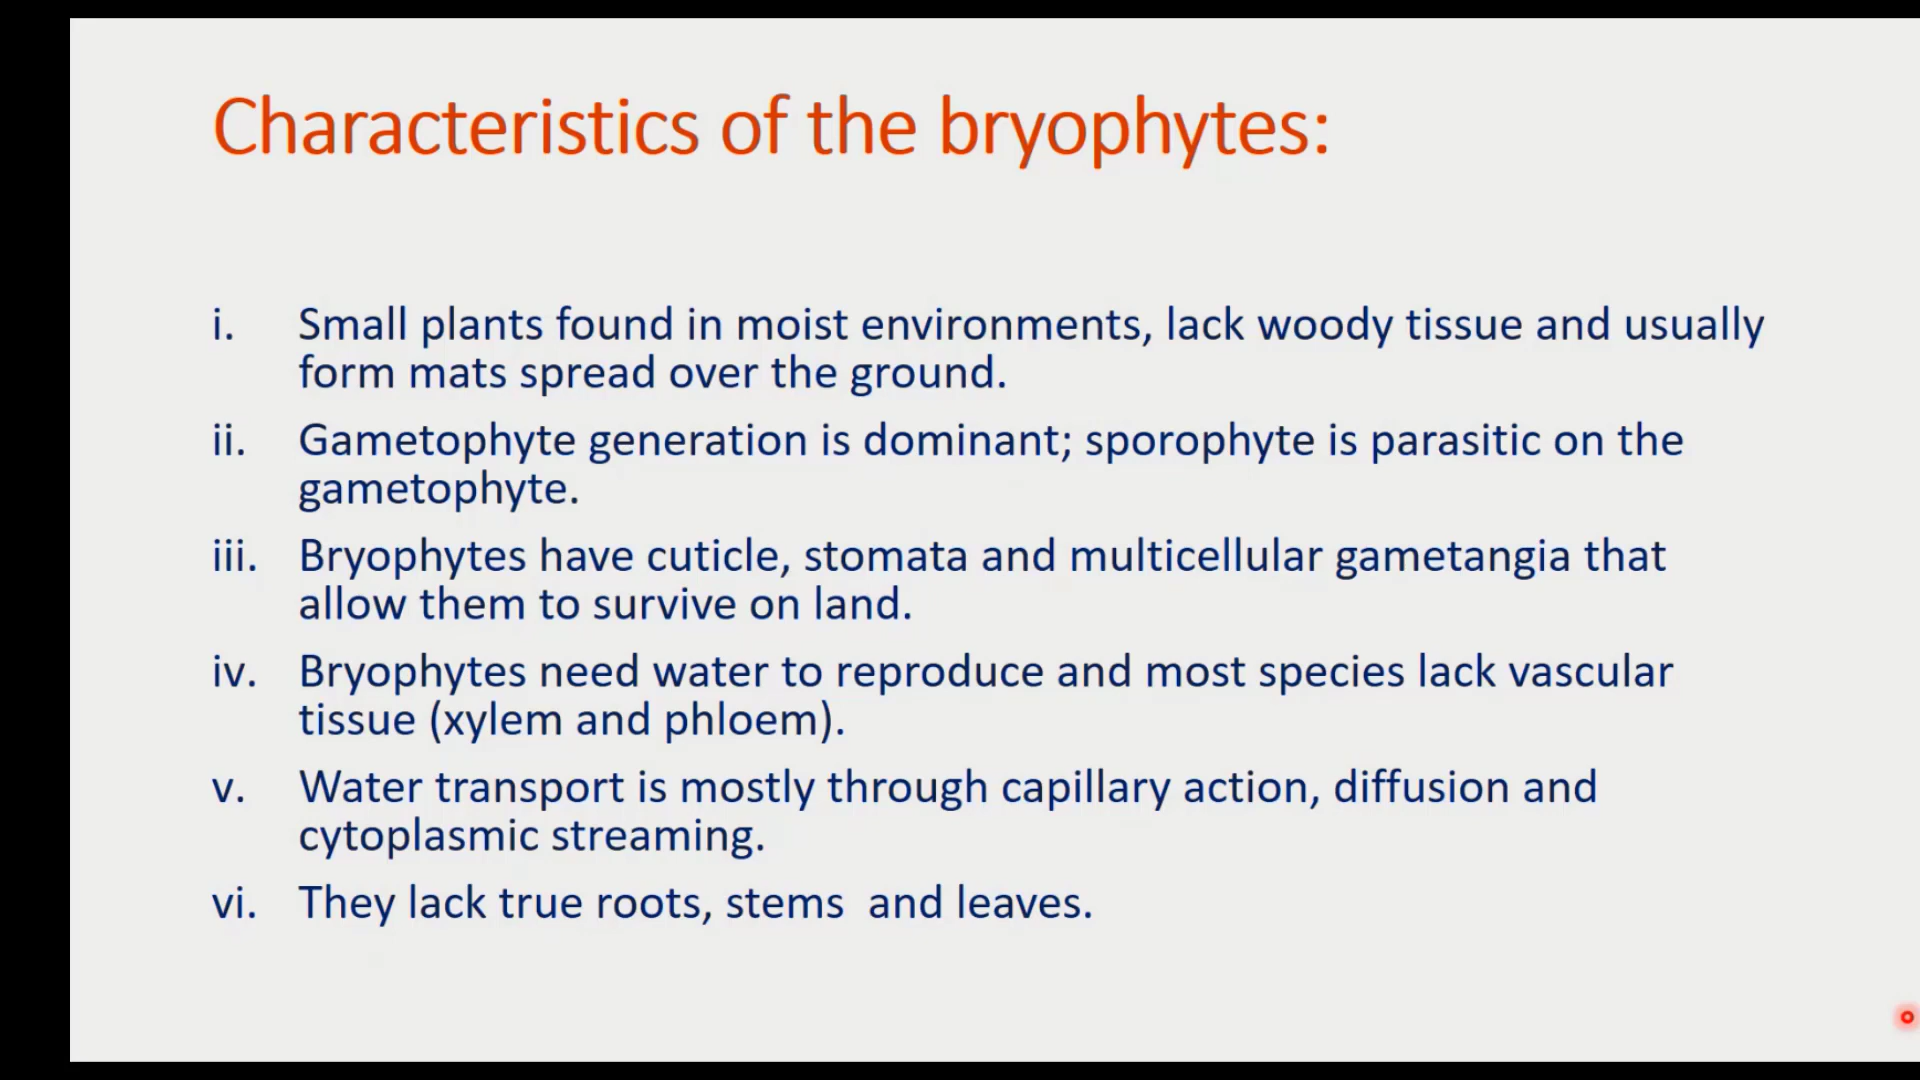 Characteristics of the bryophytes:
i. Small plants found in moist environments, lack woody tissue and usually
form mats spread over the ground.
ii. Gametophyte generation is dominant; sporophyte is parasitic on the
gametophyte.
iii. Bryophytes have cuticle, stomata and multicellular gametangia that
allow them to survive on land.
iv. Bryophytes need water to reproduce and most species lack vascular
tissue (xylem and phloem).
v. Water transport is mostly through capillary action, diffusion and
cytoplasmic streaming.
vi. They lack true roots, stems  and leaves.